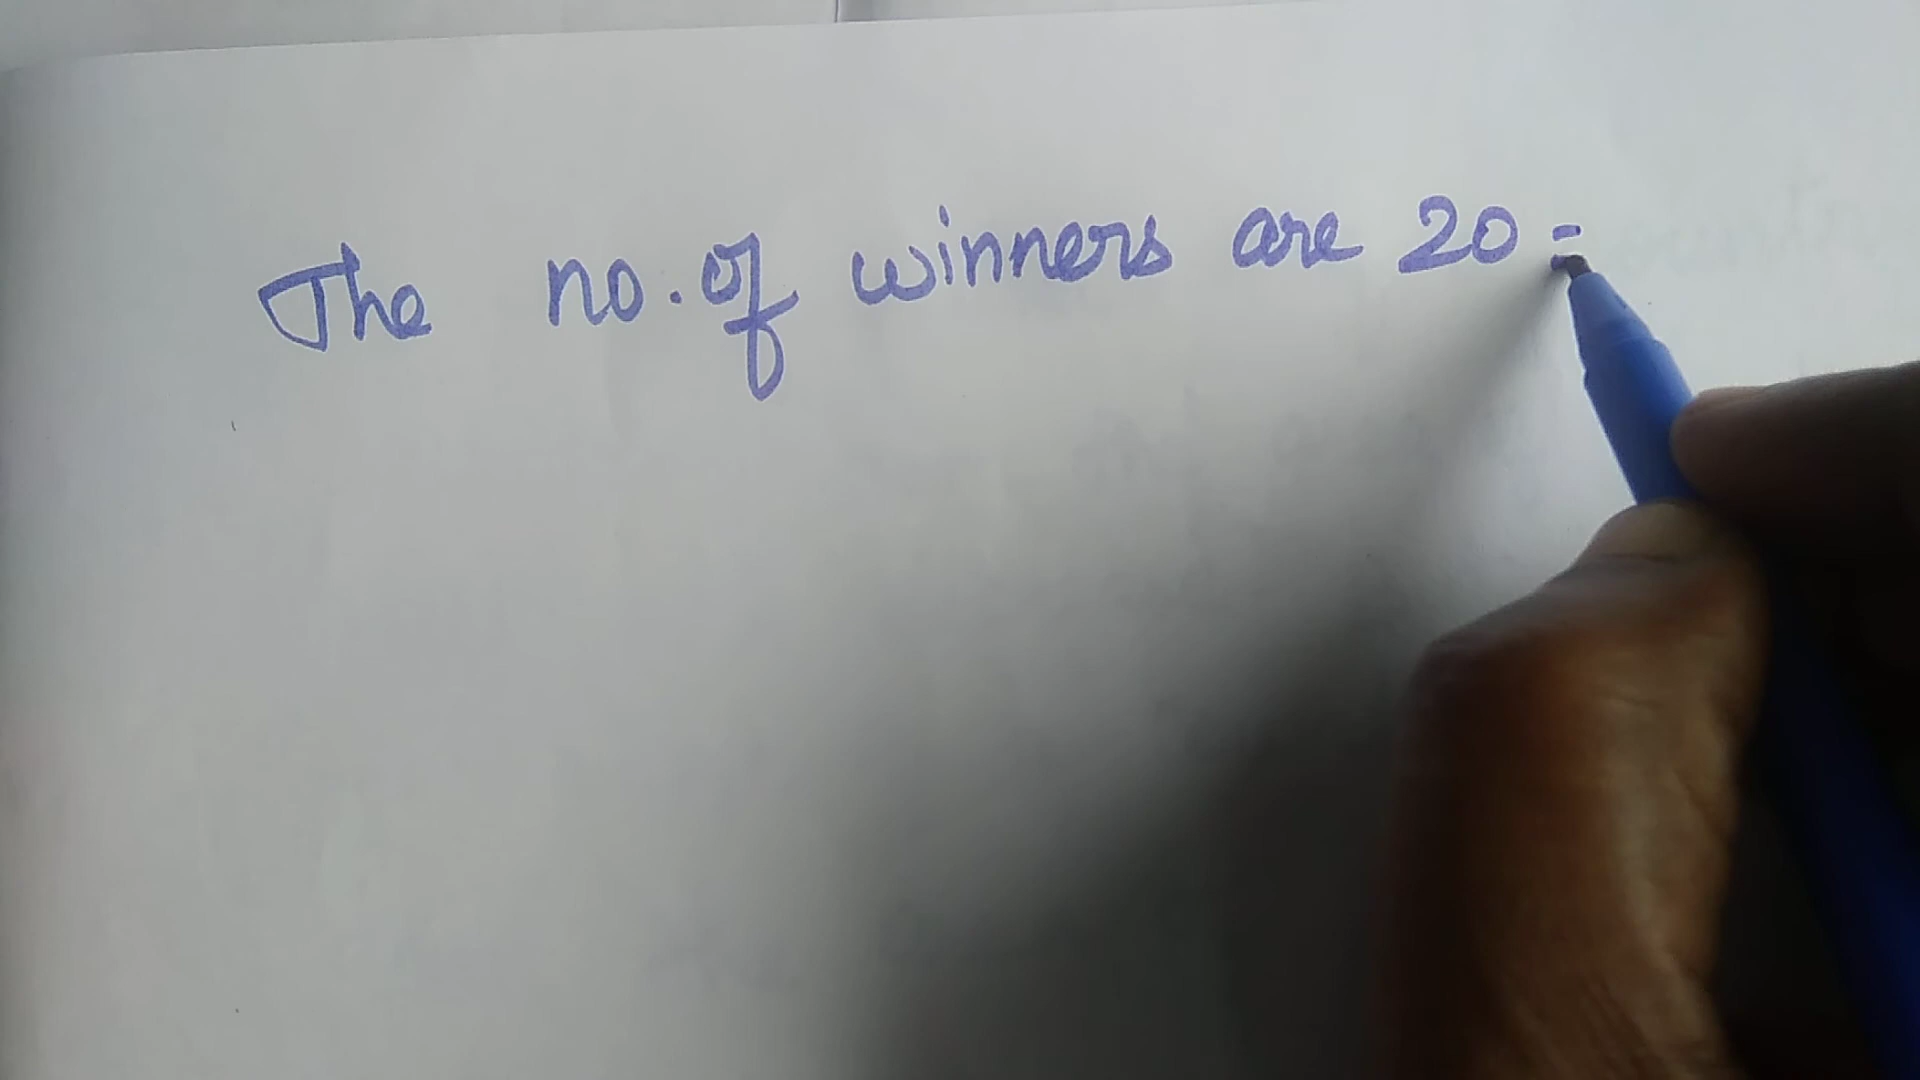 The no. of winners are 20 =